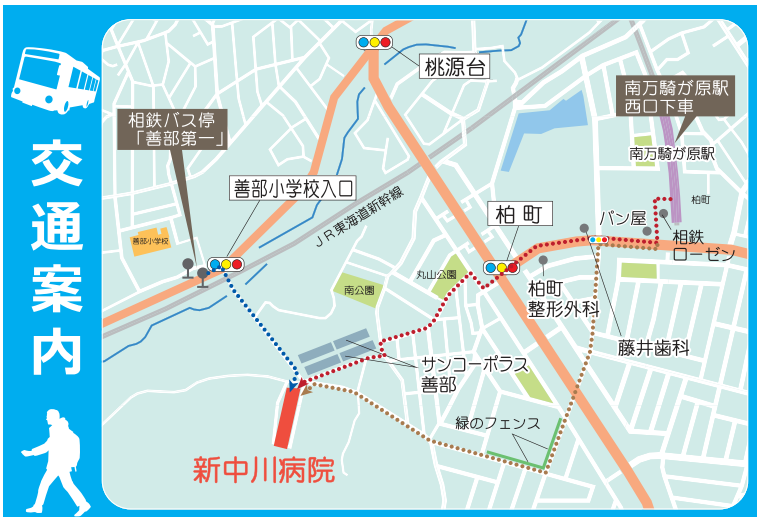 交通案内
桃源台
相鉄バス停
「善部第一」
善部小学校入口
善部小学校
JR東海道新幹線
南万騎が原駅
西口下車
南万騎が原駅
柏町
柏町
パン屋
相鉄
ローゼン
丸山公園
南公園
柏町
整形外科
藤井歯科
サンコーポラス
善部
緑のフェンス
新中川病院